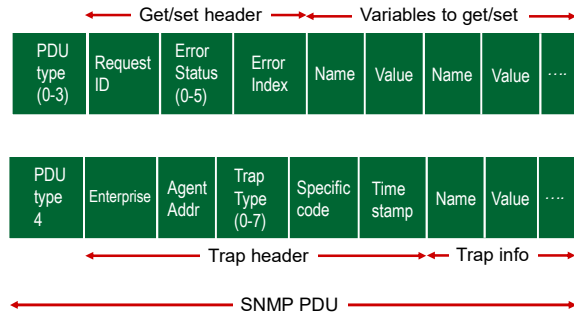 Get/set header
Variables to get/set
PDU
type
(0-3)
Request
ID
Error
Status
(0-5)
Error
Index
Name
Value
Name
Value
....
PDU
type
4
Enterprise
Agent
Addr
Trap
Type
(0-7)
Specific
code
Time
stamp
Name
Value
....
Trap header
Trap info
SNMP PDU